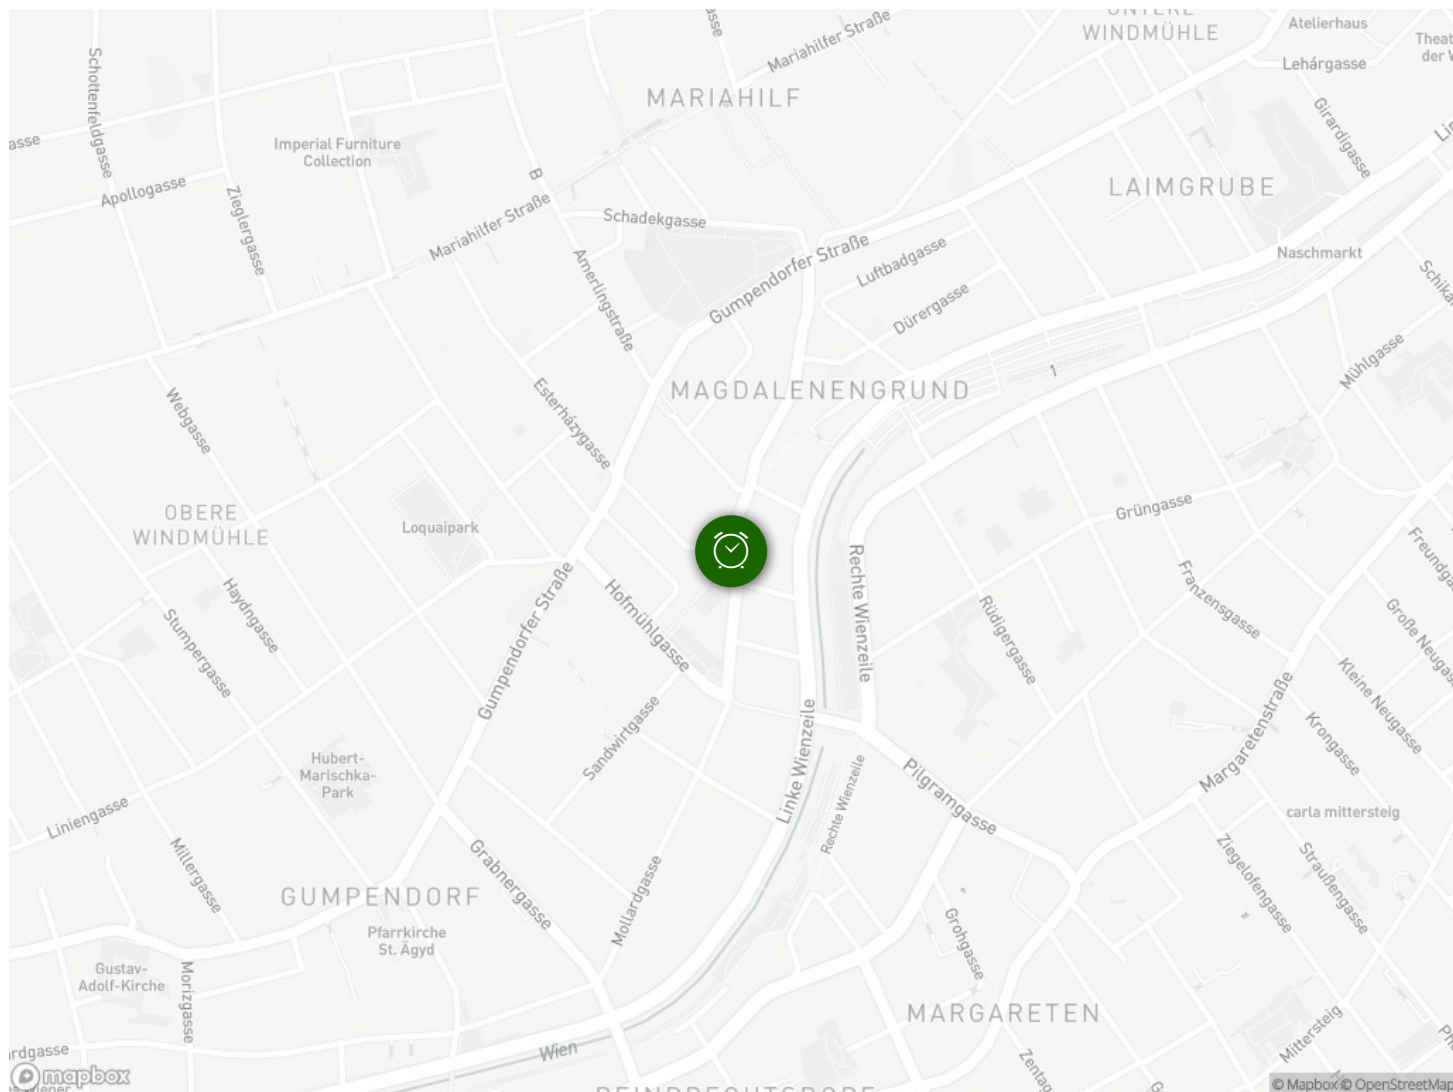 UNTERE
WINDMÜHLE
Atelierhaus
Lehárgasse
Mariahilfer Straße
Schottenfeldgasse
MARIAHILF
Girardigasse
Imperial Furniture
Collection
Apollogasse
B
LAIMGRUBE
Zieglergasse
Mariahilfer Straße
Schadekgasse
Gumpendorfer Straße
Luftbadgasse
Naschmarkt
Amerlingstraße
Dürergasse
1
Mühlgasse
MAGDALENENGRUND
Webgasse
Esterházygasse
OBERE
WINDMÜHLE
Loquaipark
Grüngasse
Rechte Wienzeile
Haydngasse
Stumpergasse
Gumpendorfer Straße
Hofmühlgasse
Rüdigergasse
Franzensgasse
Margaretenstraße
Kleine Neugasse
Krongasse
Sandwirtgasse
Linke Wienzeile
Hubert-
Marischka-
Park
Rechte Wienzeile
Pilgramgasse
Liniengasse
carla mittersteig
Millergasse
Grabnergasse
Ziegelofengasse
Straußengasse
GUMPENDORF
Mollardgasse
Grohgasse
Pfarrkirche
St. Ägyd
Gustav-
Adolf-Kirche
Morizgasse
MARGARETEN
Mittersteig
Wien
mapbox
© Mapbox © OpenStreetMap